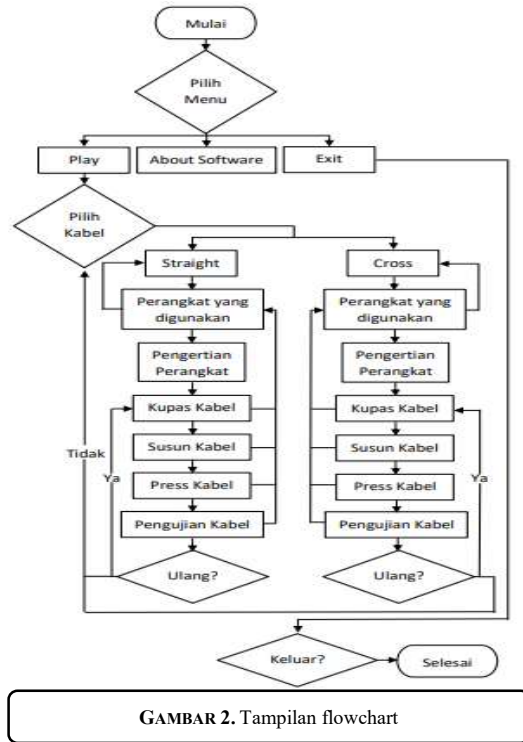 Mulai
Pilih
Menu
Play
About Software
Exit
Pilih
Kabel
Straight
Cross
Perangkat yang
digunakan
Perangkat yang
digunakan
Pengertian
Perangkat
Pengertian
Perangkat
Kupas Kabel
Kupas Kabel
Susun Kabel
Susun Kabel
Tidak
Ya
Ya
Press Kabel
Press Kabel
Pengujian Kabel
Pengujian Kabel
Ulang?
Ulang?
Keluar?
Selesai
GAMBAR 2. Tampilan flowchart